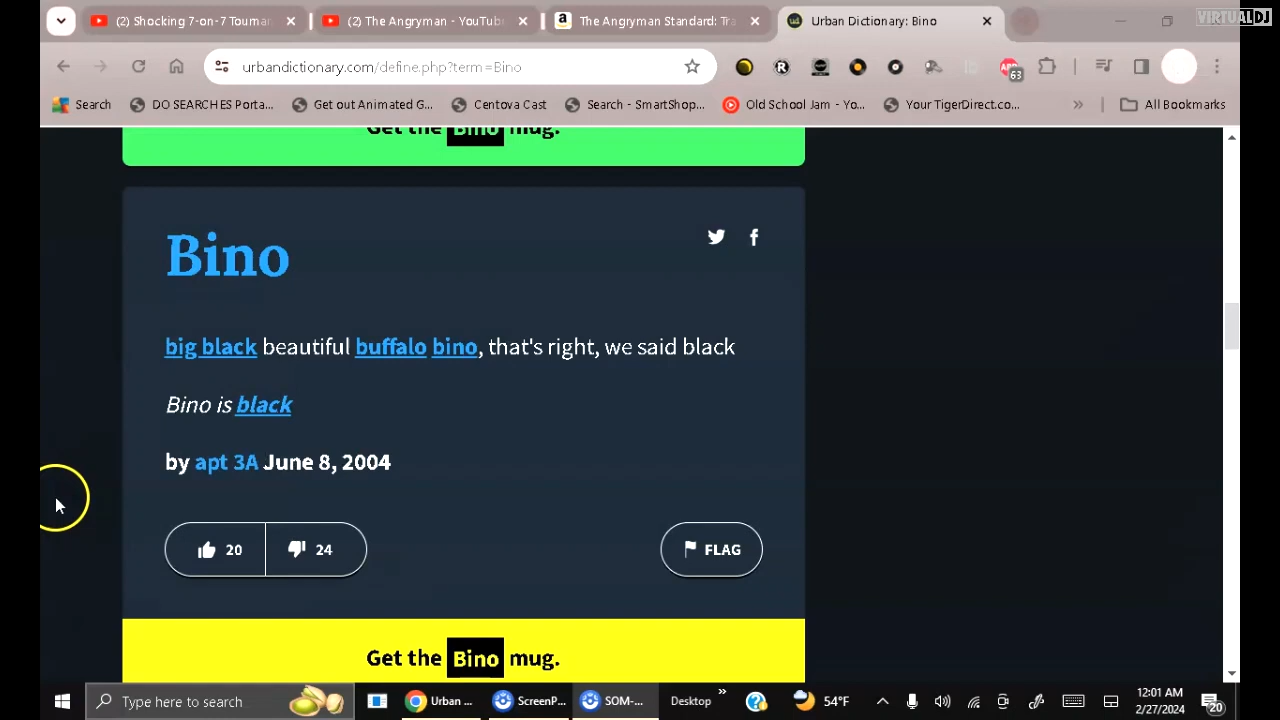 VIRTUALDJ
(2) Shocking 7-on-7 Tourna
(2) The Angryman - YouTub
The Angryman Standard: Tra
Urban Dictionary: Bino
urbandictionary.com/define.php?term=Bino
63
Search
DO SEARCHES Porta...
Get out Animated G...
Centova Cast
Search - SmartShop...
Old School Jam - Yo...
Your TigerDirect.co...
»
All Bookmarks
Get the Bino mug.
Bino
big black beautiful buffalo bino, that's right, we said black
Bino is black
by apt 3A June 8, 2004
20
24
FLAG
Get the Bino mug.
Type here to search
Urban
ScreenP...
SOM-...
Desktop
»
54°F
12:01 AM
2/27/2024
20